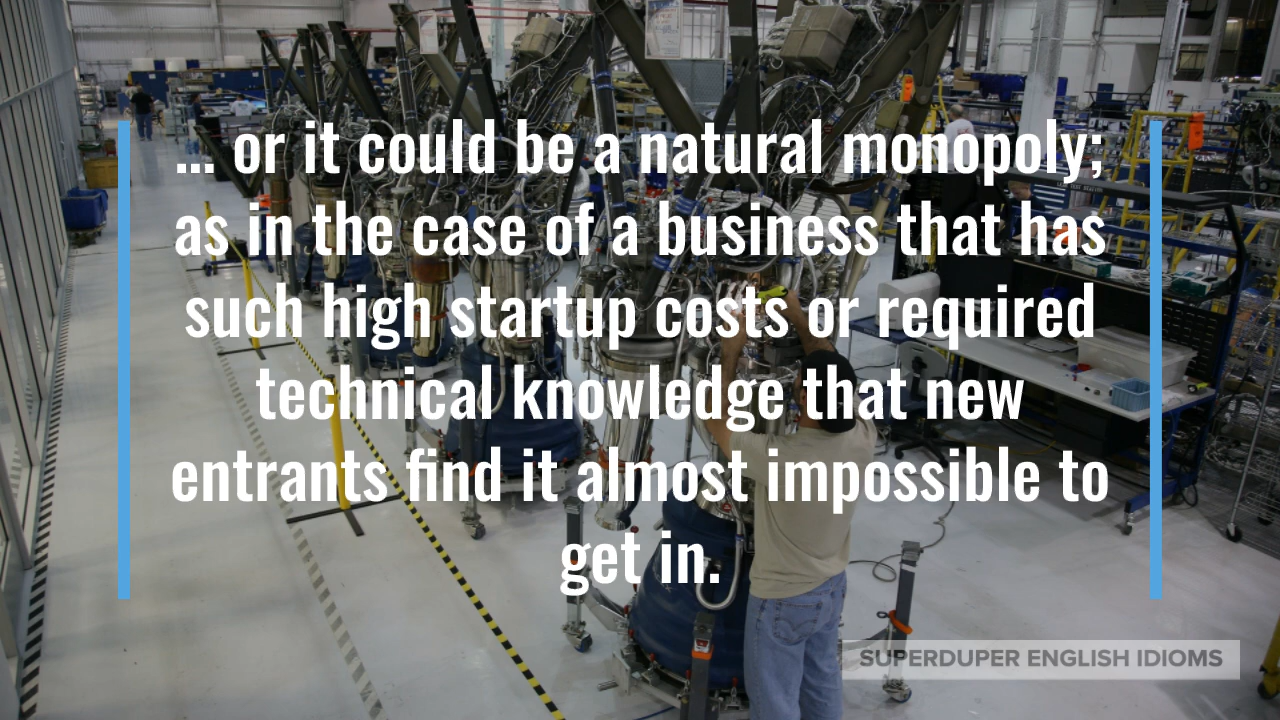 ... or it could be a natural monopoly;
as in the case of a business that has
such high startup costs or required
technical knowledge that new
entrants find it almost impossible to
get in.
SUPERDUPER ENGLISH IDIOMS